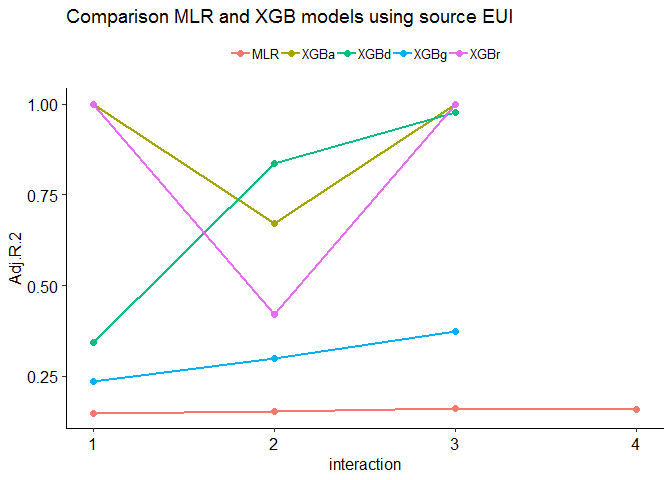 Comparison MLR and XGB models using source EUI
MLR XGBa XGBd XGBg XGBr
1.00
0.75
0.50
0.25
Adj.R.2
1 2 3 4
interaction